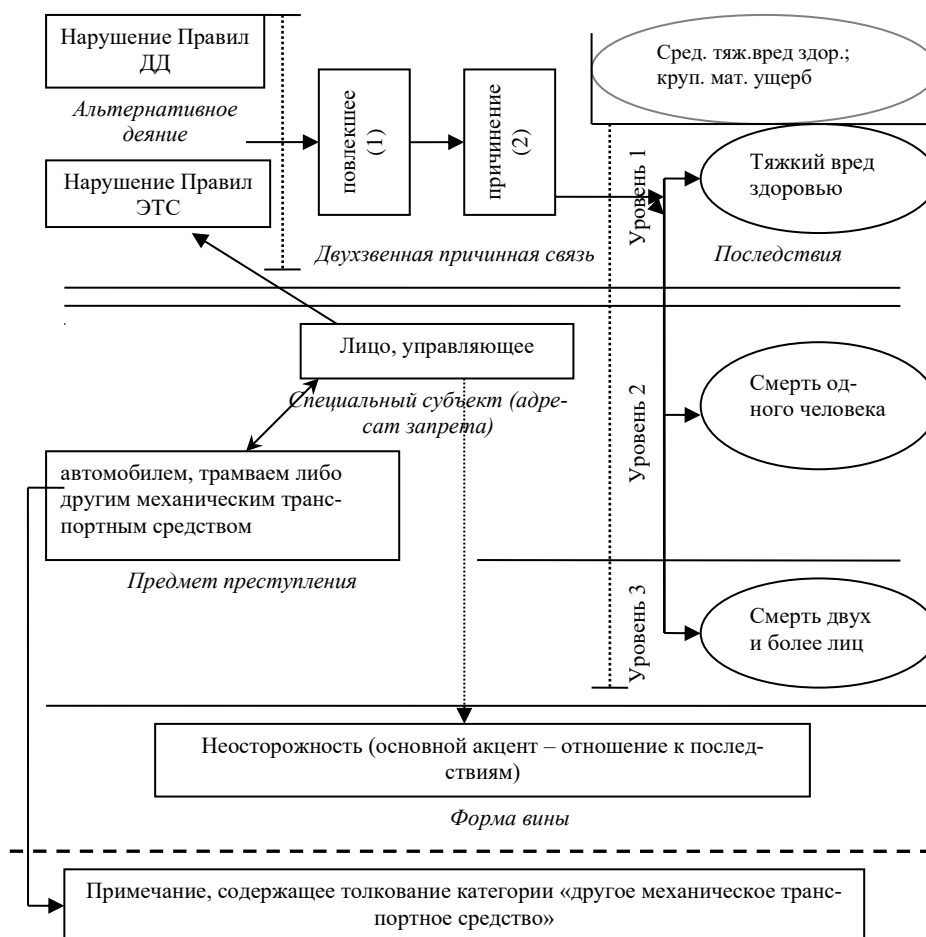 Нарушение Правил
ДД
Альтернативное
деяние
Нарушение Правил
ЭТС
повлекшее
(1)
причинение
(2)
Двухзвенная причинная связь
Сред. тяж.вред здор.;
круп. мат. ущерб
Уровень 1
Тяжкий вред
здоровью
Последствия
Лицо, управляющее
Специальный субъект (адре-
сат запрета)
Уровень 2
Смерть од-
ного человека
автомобилем, трамваем либо
другим механическим транс-
портным средством
Предмет преступления
Уровень 3
Смерть двух
и более лиц
Неосторожность (основной акцент – отношение к послед-
ствиям)
Форма вины
Примечание, содержащее толкование категории «другое механическое транс-
портное средство»